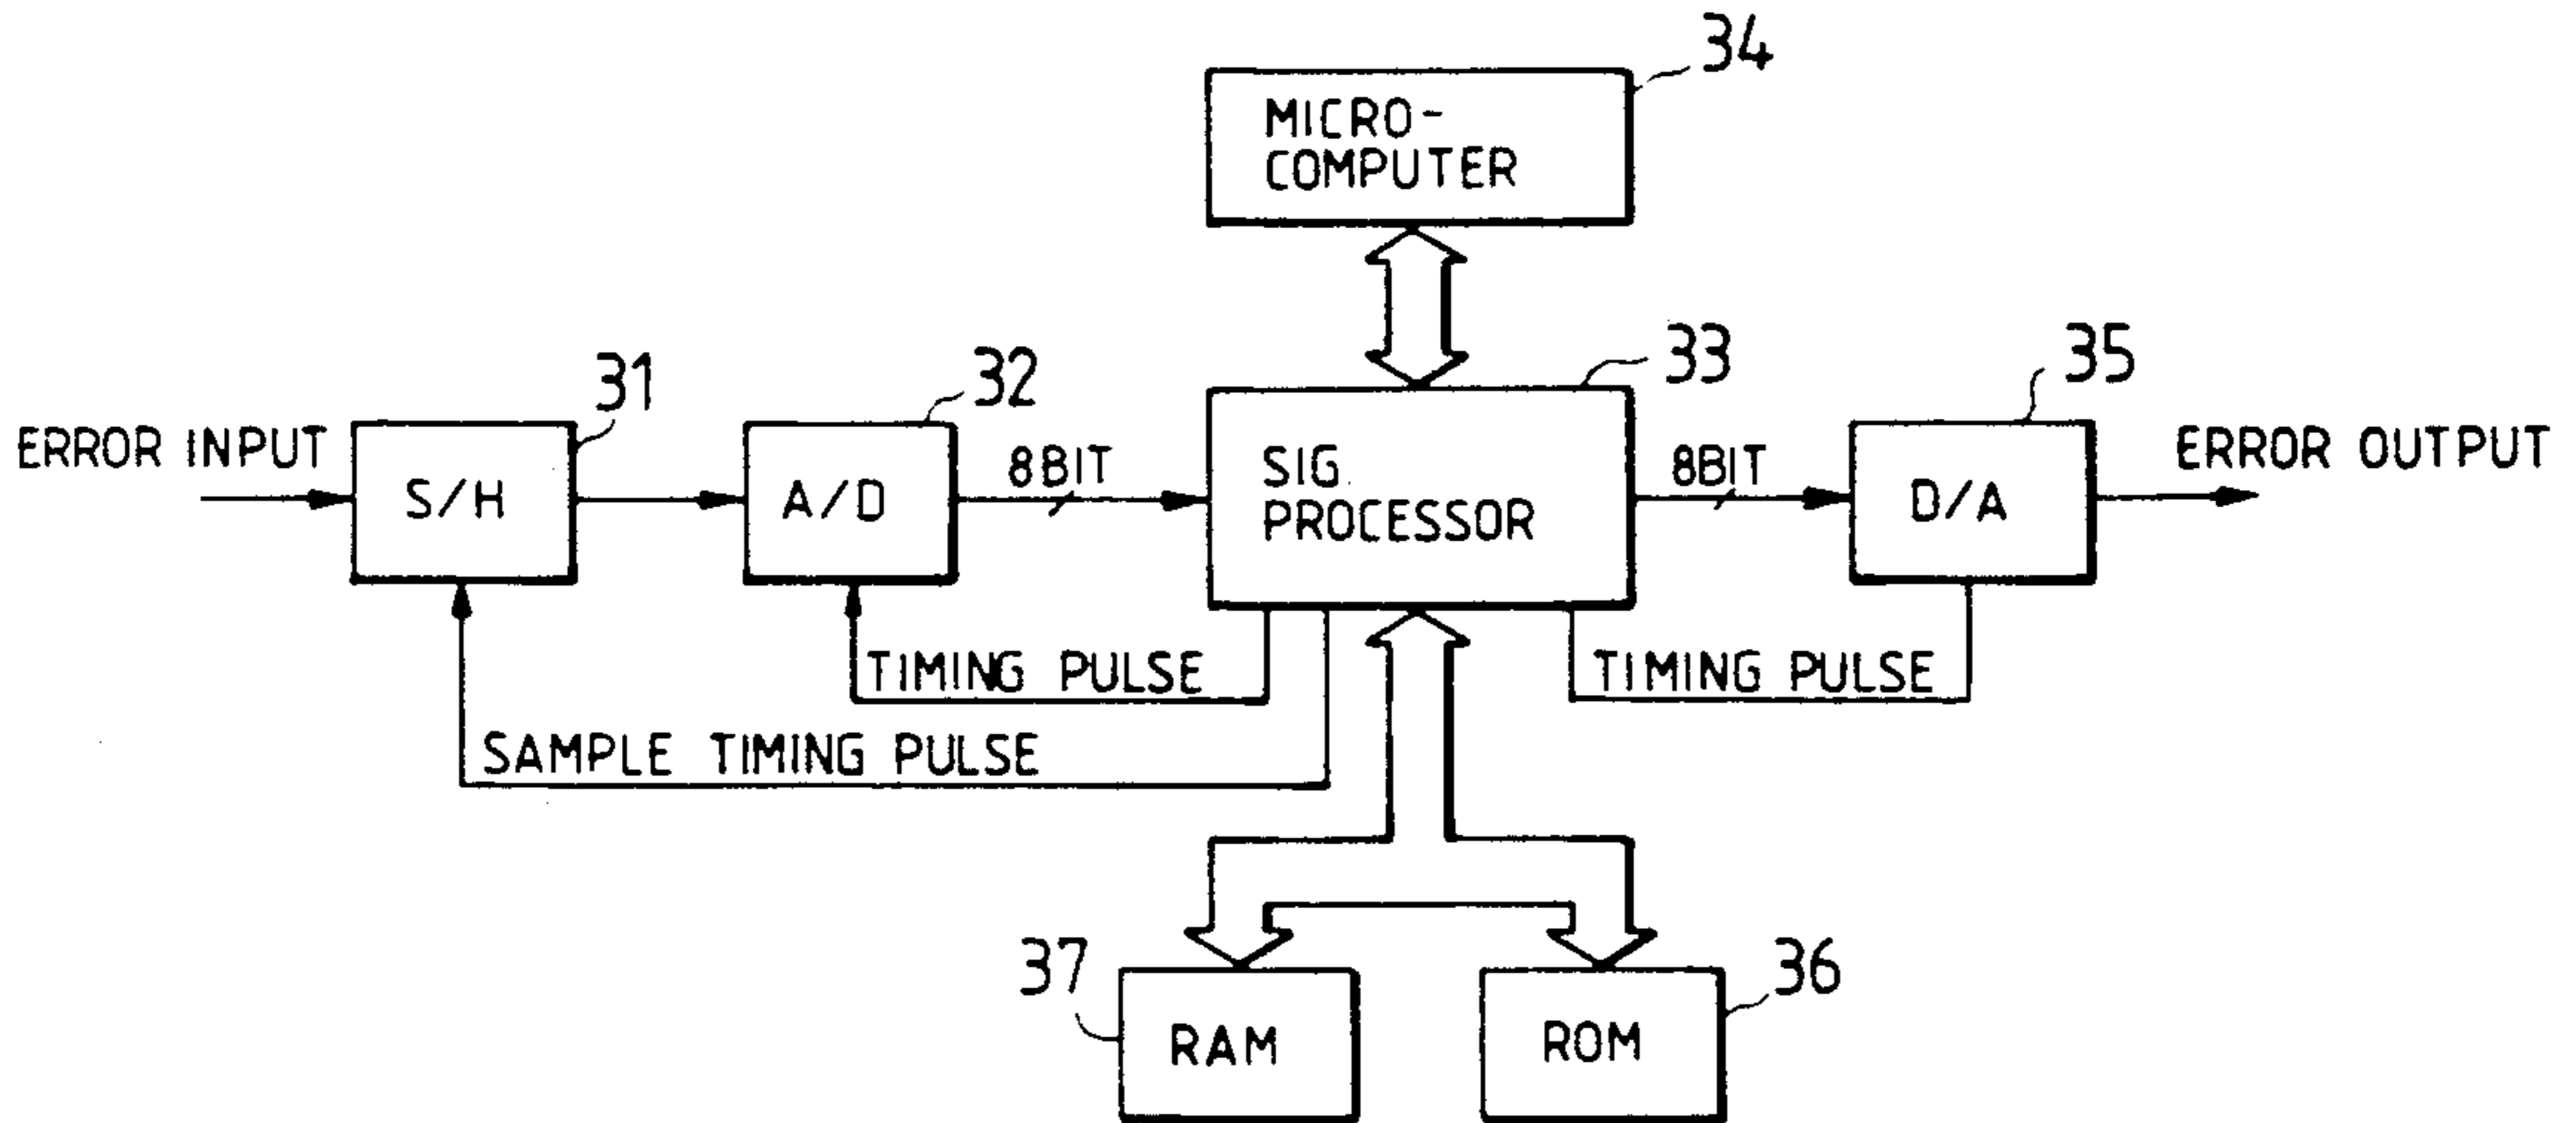 34
MICRO-
COMPUTER
31
32
33
35
ERROR INPUT
S/H
A/D
8BIT
SIG
PROCESSOR
8BIT
D/A
ERROR OUTPUT
TIMING PULSE
TIMING PULSE
SAMPLE TIMING PULSE
37
RAM
ROM
36